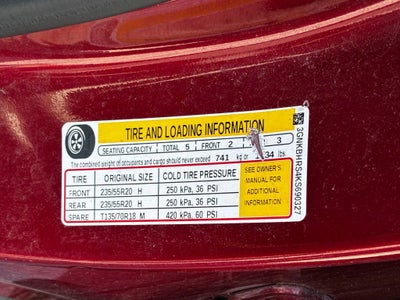 TIRE AND LOADING INFORMATION
SEATING CAPACITY TOTAL 5 FRONT 2 3
The combined weight of occupants and cargo should never exceed 741 kg or 34 lbs.
TIRE ORIGINAL SIZE COLD TIRE PRESSURE
FRONT 235/55R20 H 250 kPa, 36 PSI
REAR 235/55R20 H 250 kPa, 36 PSI
SPARE T135/70R18 M 420 kPa, 60 PSI
SEE OWNER'S
MANUAL FOR
ADDITIONAL
INFORMATION
3GNKBHRS4KS690327